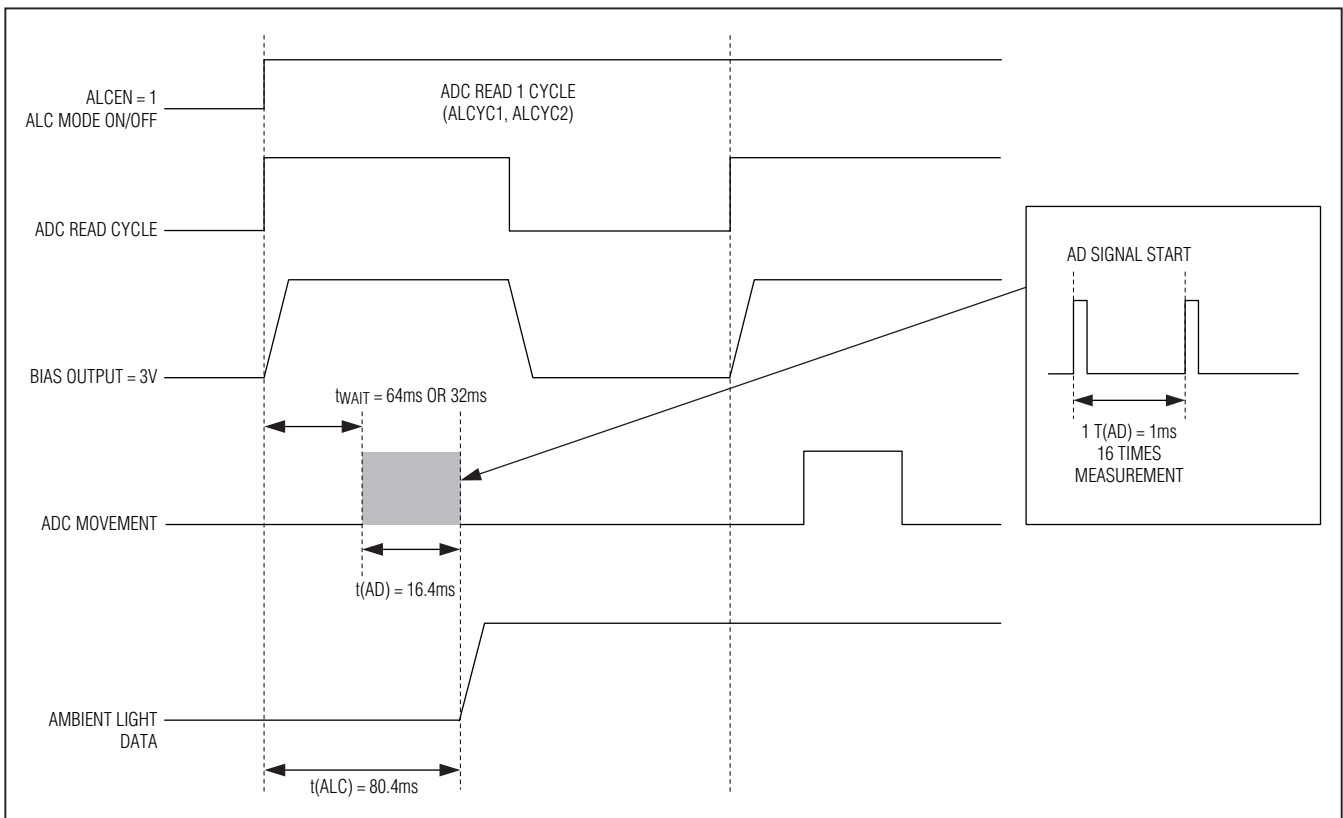 ALCEN = 1
ALC MODE ON/OFF
ADC READ 1 CYCLE
(ALCYC1, ALCYC2)
ADC READ CYCLE
BIAS OUTPUT = 3V
tWAIT = 64ms OR 32ms
ADC MOVEMENT
t(AD) = 16.4ms
AMBIENT LIGHT
DATA
t(ALC) = 80.4ms
AD SIGNAL START
1 T(AD) = 1ms
16 TIMES
MEASUREMENT